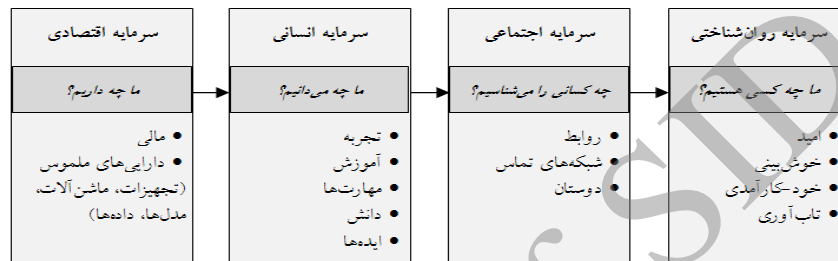 سرمایه اقتصادی
ما چه داریم؟
• مالی
• دارایی‌های ملموس
(تجهیزات، ماشن‌آلات،
مدل‌ها، داده‌ها)
سرمایه انسانی
ما چه می‌دانیم؟
• تجربه
• آموزش
• مهارت‌ها
• دانش
• ایده‌ها
سرمایه اجتماعی
چه کسانی را می‌شناسیم؟
• روابط
• شبکه‌های تماس
• دوستان
سرمایه روان‌شناختی
ما چه کسی هستیم؟
• امید
• خوش‌بینی
• خود-کارآمدی
• تاب‌آوری
SID